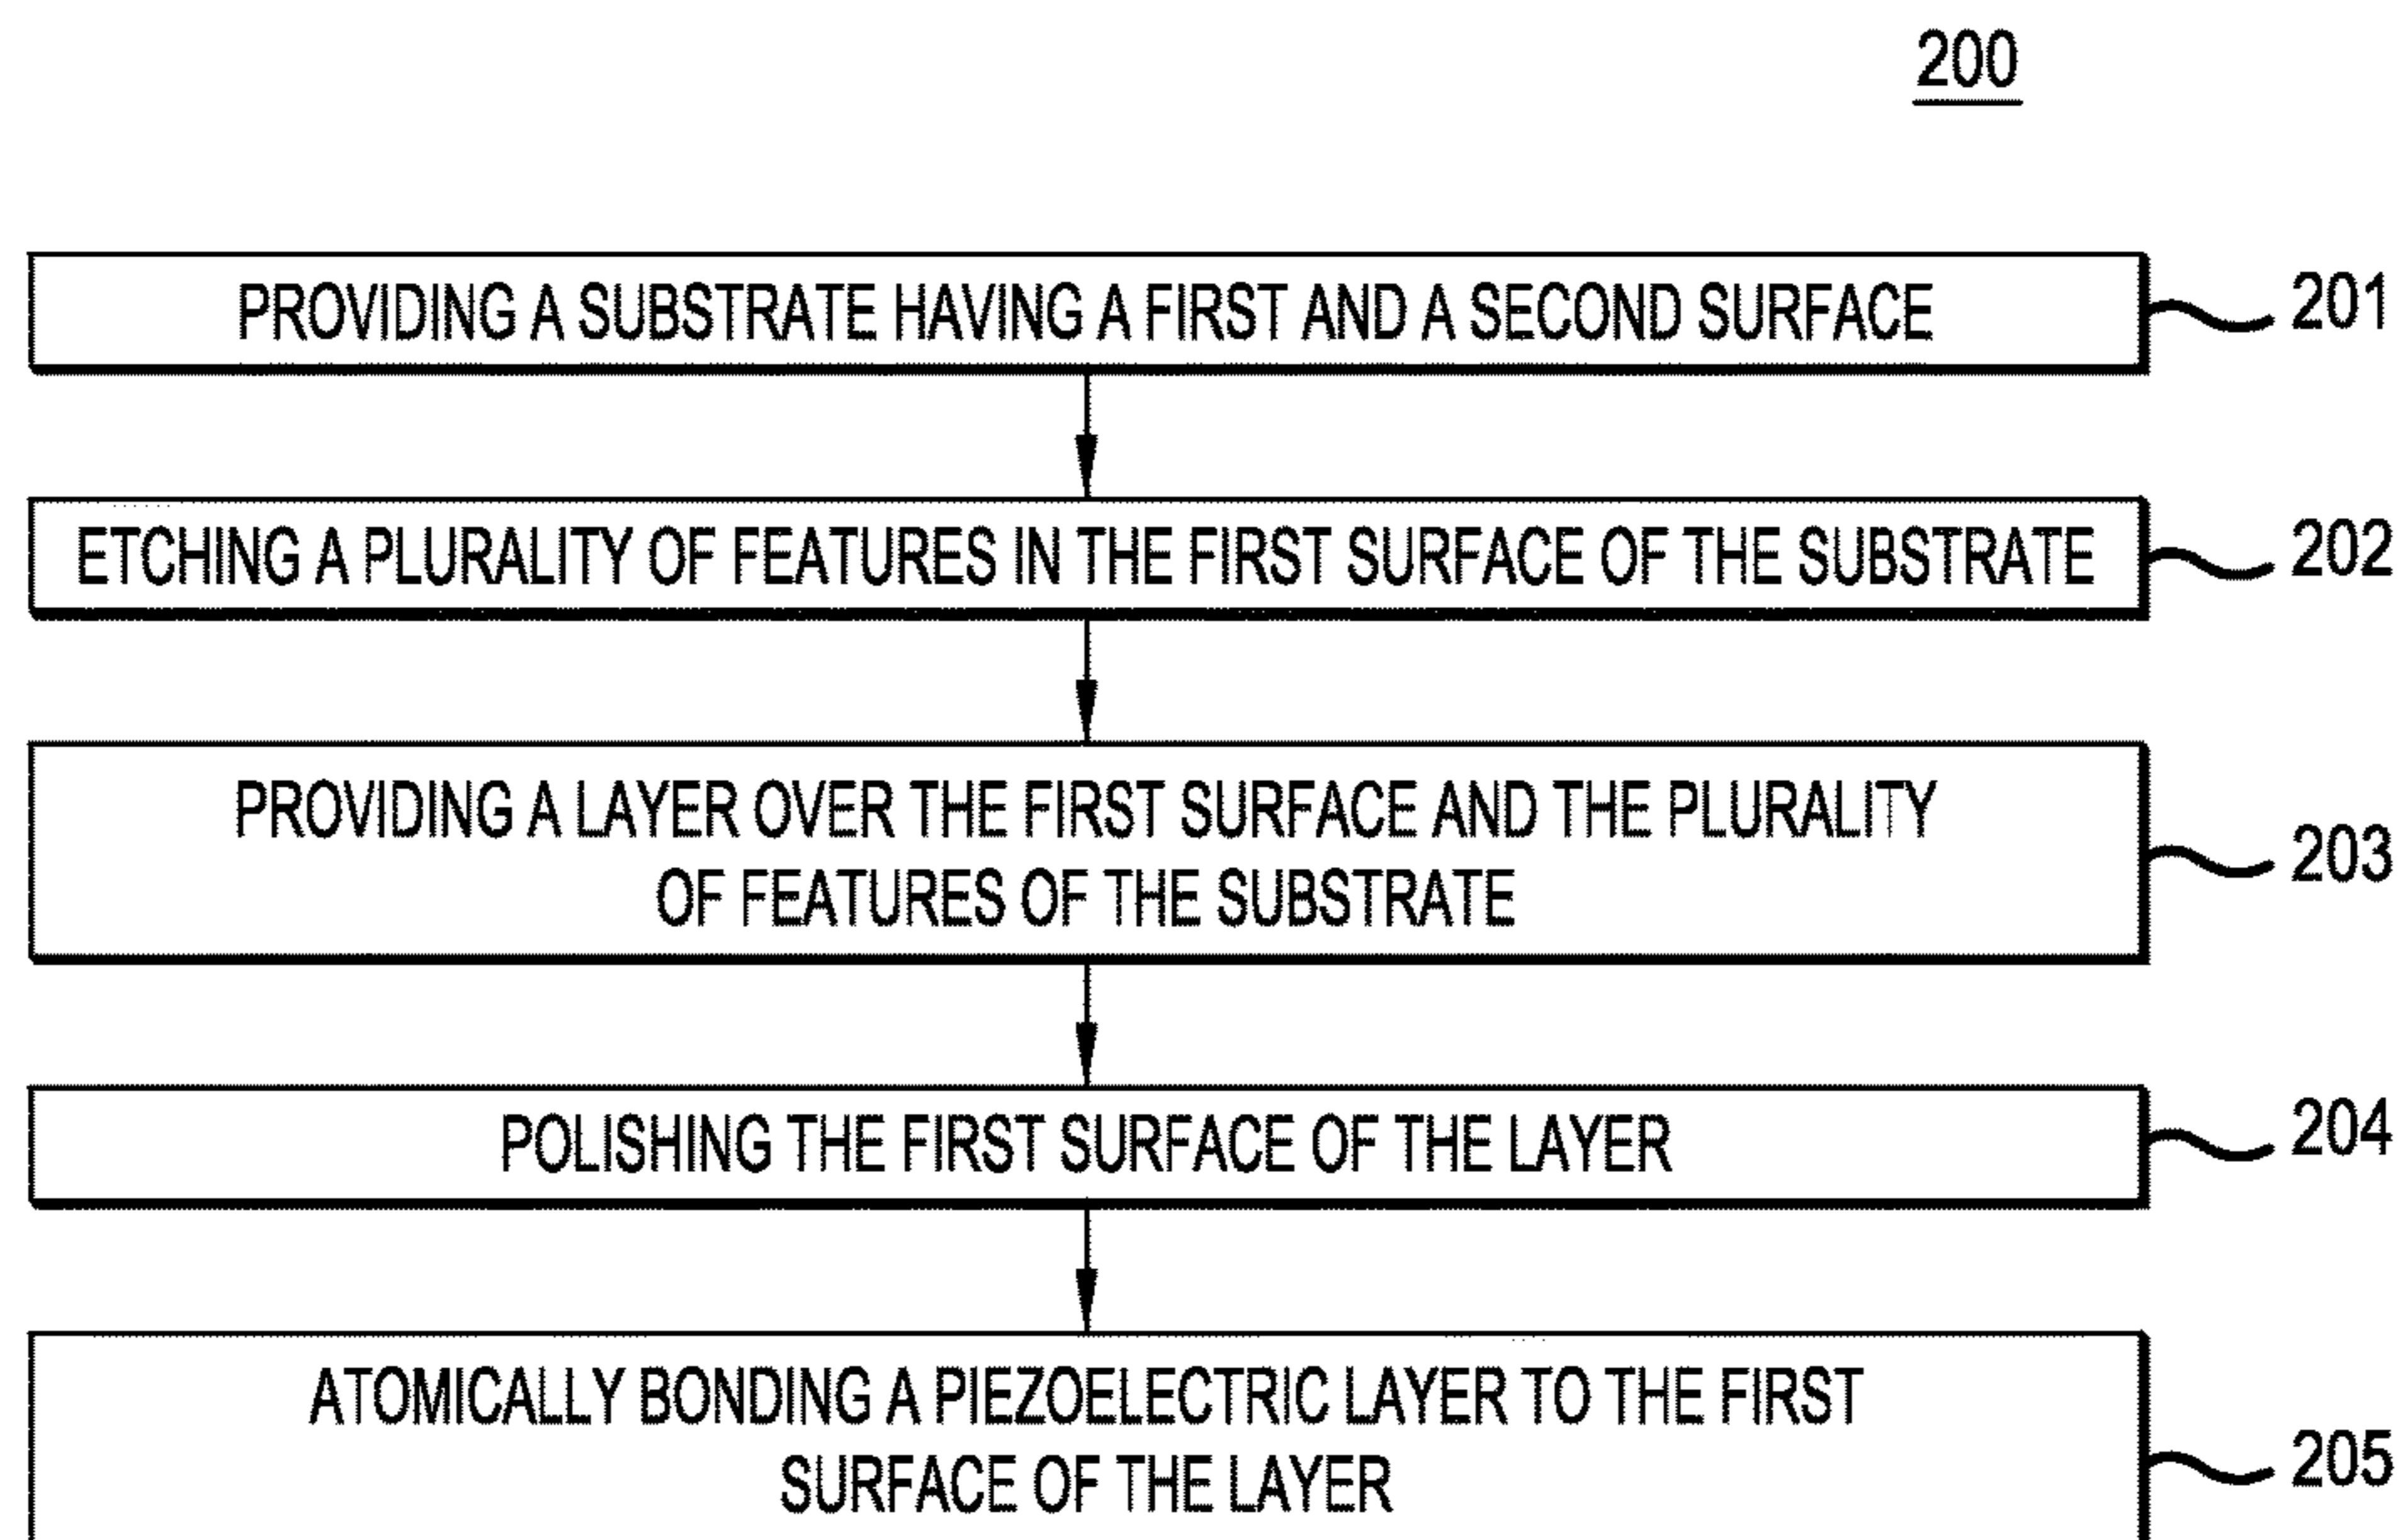 200
PROVIDING A SUBSTRATE HAVING A FIRST AND A SECOND SURFACE
201
ETCHING A PLURALITY OF FEATURES IN THE FIRST SURFACE OF THE SUBSTRATE
202
PROVIDING A LAYER OVER THE FIRST SURFACE AND THE PLURALITY
OF FEATURES OF THE SUBSTRATE
203
POLISHING THE FIRST SURFACE OF THE LAYER
204
ATOMICALLY BONDING A PIEZOELECTRIC LAYER TO THE FIRST
SURFACE OF THE LAYER
205